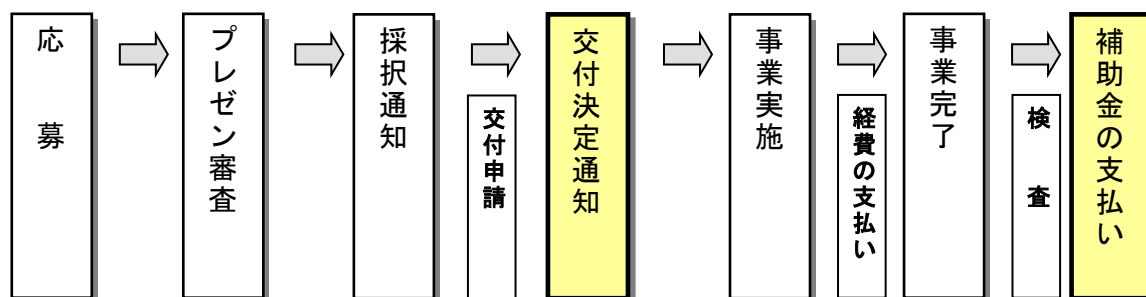 応　募
プレゼン審査
採択通知
交付申請
交付決定通知
事業実施
経費の支払い
事業完了
検　査
補助金の支払い